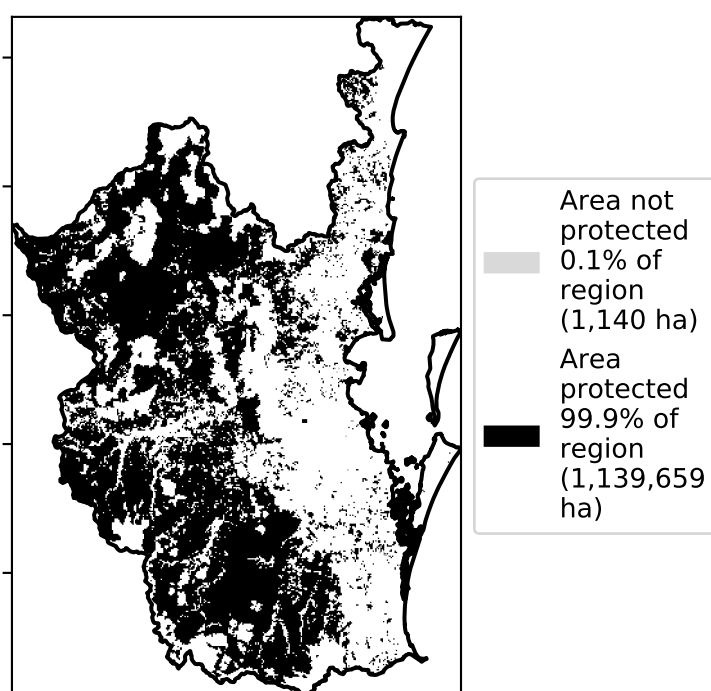 Area not
protected
0.1% of
region
(1,140 ha)
Area
protected
99.9% of
region
(1,139,659
ha)